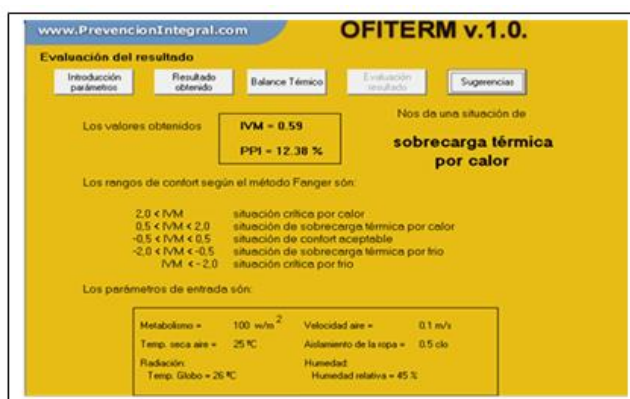 www.PrevencionIntegral.com
OFITERM v.1.0.
Evaluación del resultado
Introducción parámetros
Resultado obtenido
Balance Térmico
Evaluación resultado
Sugerencias
Los valores obtenidos
IVM = 0.59
PPI = 12.38 %
Nos da una situación de
sobrecarga térmica
por calor
Los rangos de confort según el método Fanger són:
2,0 < IVM situación crítica por calor
0,5 < IVM < 2,0 situación de sobrecarga térmica por calor
-0,5 < IVM < 0,5 situación de confort aceptable
-2,0 < IVM < -0,5 situación de sobrecarga térmica por frio
IVM < -2,0 situación crítica por frio
Los parámetros de entrada són:
Metabolismo = 100 w/m2 Velocidad aire = 0.1 m/s
Temp. seca aire = 25 ºC Aislamiento de la ropa = 0.5 clo
Radiación: Humedad:
Temp. Globo = 26 ºC Humedad relativa = 45 %